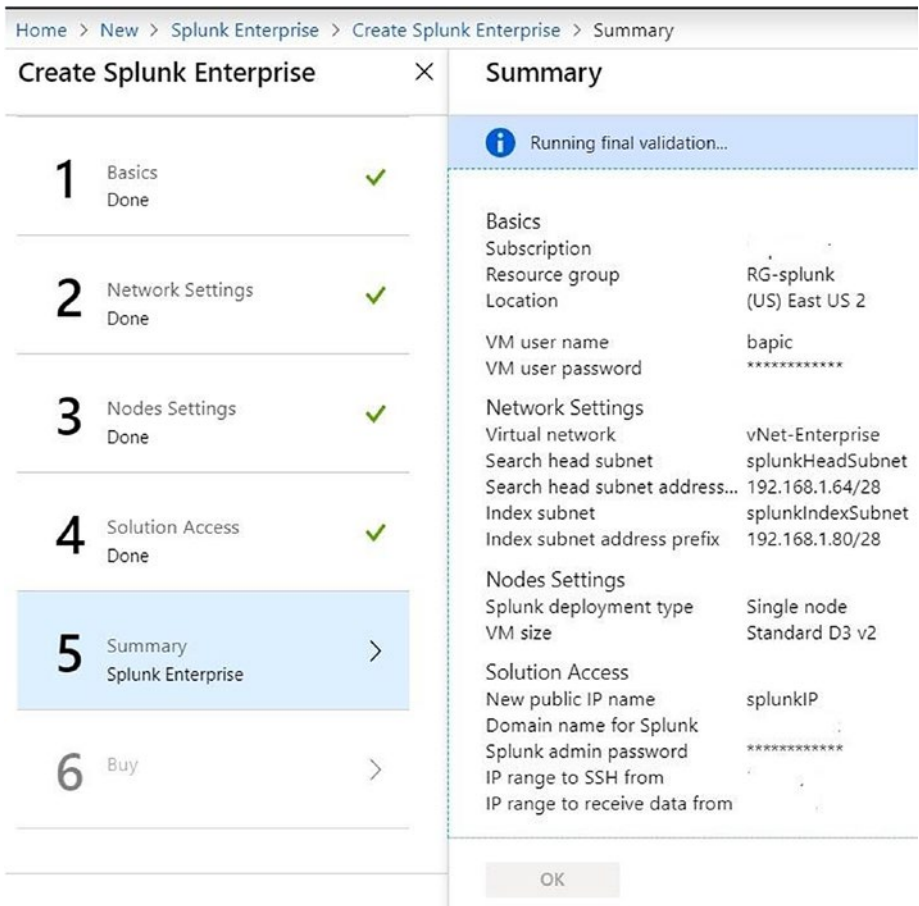 Home > New > Splunk Enterprise > Create Splunk Enterprise > Summary
Create Splunk Enterprise
1 Basics
Done
2 Network Settings
Done
3 Nodes Settings
Done
4 Solution Access
Done
5 Summary
Splunk Enterprise
6 Buy
Summary
Running final validation...
Basics
Subscription
Resource group RG-splunk
Location (US) East US 2
VM user name bapic
VM user password ************
Network Settings
Virtual network vNet-Enterprise
Search head subnet splunkHeadSubnet
Search head subnet address... 192.168.1.64/28
Index subnet splunkIndexSubnet
Index subnet address prefix 192.168.1.80/28
Nodes Settings
Splunk deployment type Single node
VM size Standard D3 v2
Solution Access
New public IP name splunkIP
Domain name for Splunk
Splunk admin password ************
IP range to SSH from
IP range to receive data from
OK